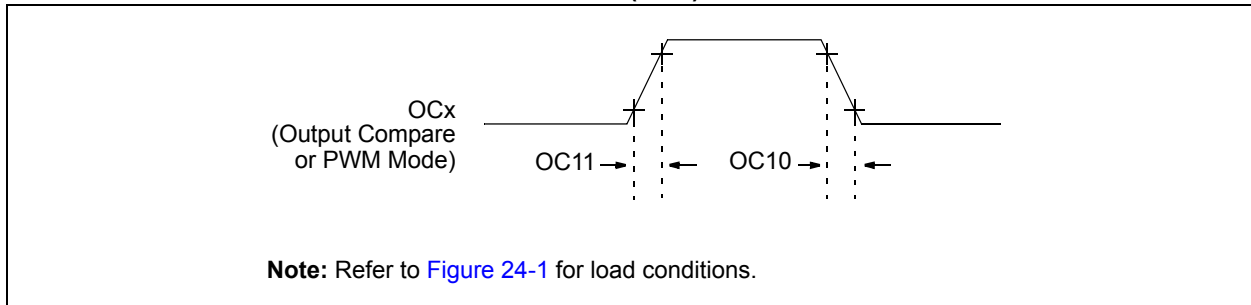 OCx
(Output Compare
or PWM Mode)
OC11
OC10
Note: Refer to Figure 24-1 for load conditions.